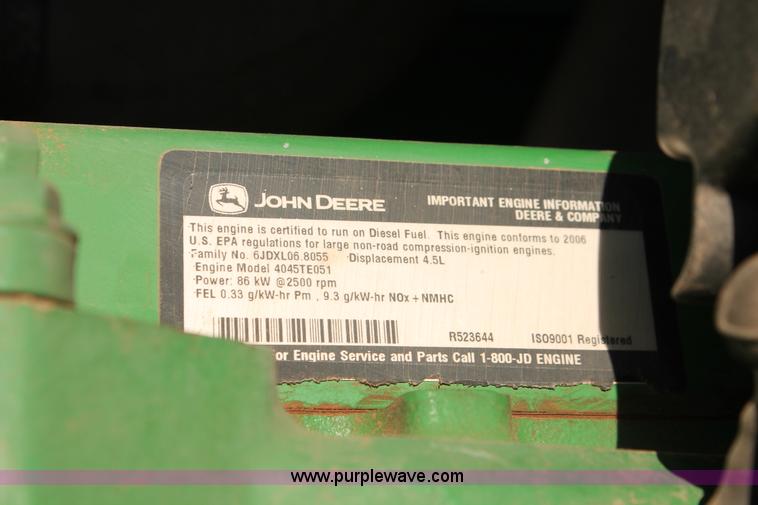 JOHN DEERE
IMPORTANT ENGINE INFORMATION
DEERE & COMPANY
This engine is certified to run on Diesel Fuel. This engine conforms to 2006
U.S. EPA regulations for large non-road compression-ignition engines.
Family No. 6JDXL06.8055 Displacement 4.5L
Engine Model 4045TE051
Power: 86 kW @2500 rpm
FEL 0.33 g/kW-hr Pm , 9.3 g/kW-hr NOx + NMHC
R523644 ISO9001 Registered
or Engine Service and Parts Call 1-800-JD ENGINE
www.purplewave.com